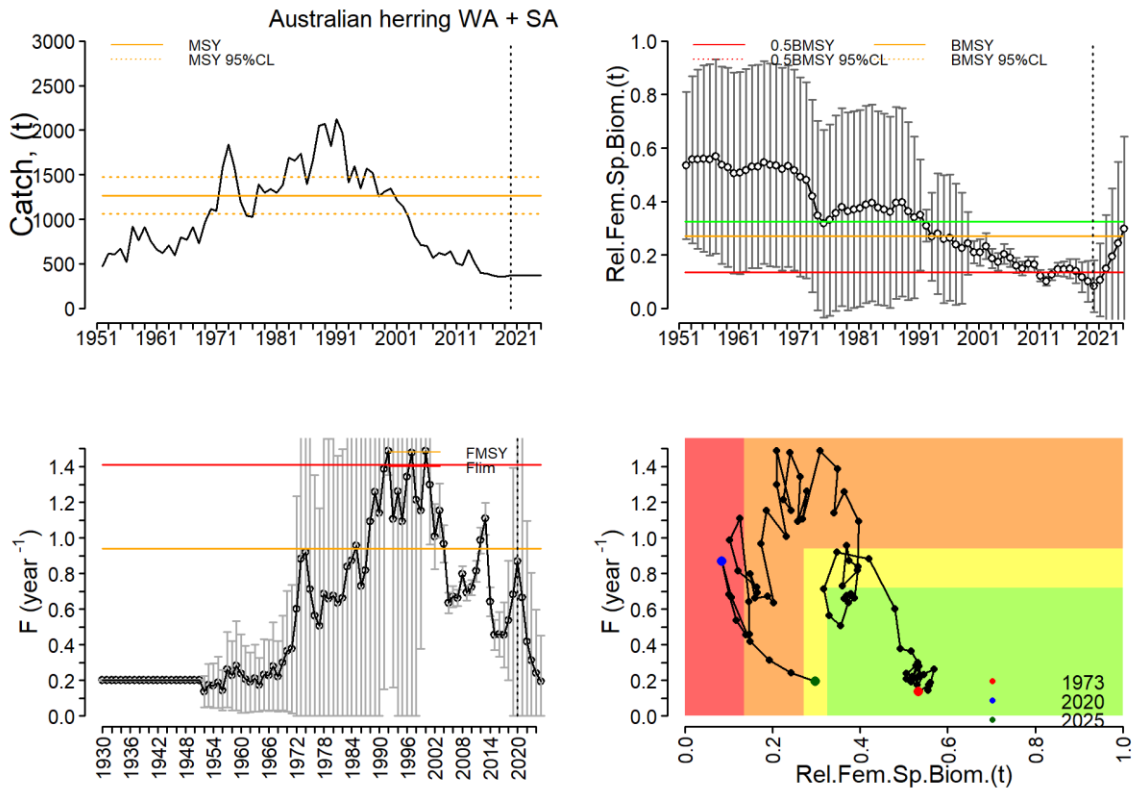 Australian herring WA + SA
3000
2500
2000
1500
1000
500
0
Catch, (t)
MSY
MSY 95%CL
1951 1961 1971 1981 1991 2001 2011 2021
1.0
0.8
0.6
0.4
0.2
0.0
Rel.Fem.Sp.Biom.(t)
0.5BMSY BMSY
0.5BMSY 95%CL BMSY 95%CL
1951 1961 1971 1981 1991 2001 2011 2021
1.4
1.2
1.0
0.8
0.6
0.4
0.2
0.0
F (year⁻¹)
FMSY
Flim
1930 1936 1942 1948 1954 1960 1966 1972 1978 1984 1990 1996 2002 2008 2014 2020
1.4
1.2
1.0
0.8
0.6
0.4
0.2
0.0
F (year⁻¹)
1973
2020
2025
0.0 0.2 0.4 0.6 0.8 1.0
Rel.Fem.Sp.Biom.(t)